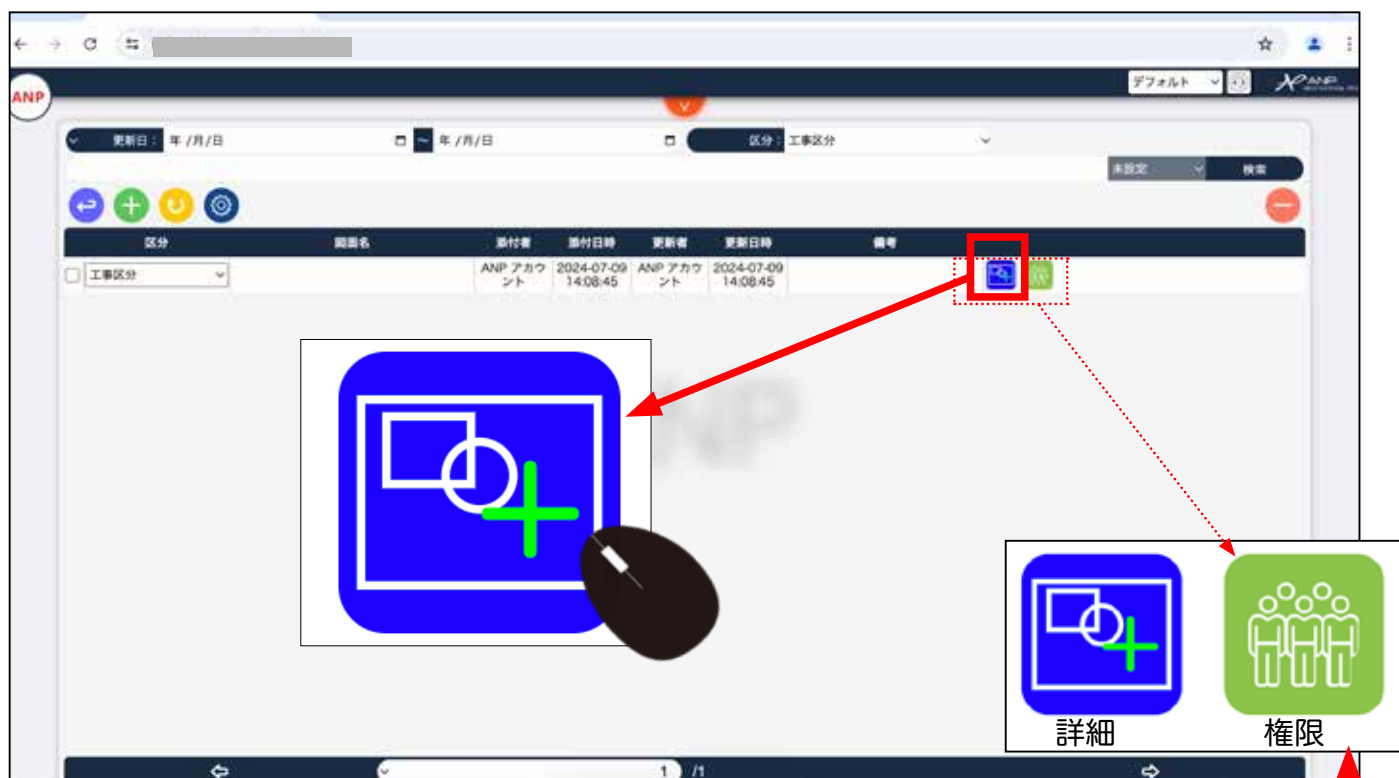 デフォルト
ANP
ANP
更新日： 年 /月/日 ~ 年 /月/日 区分： 工事区分
未設定 検索
区分 図面名 添付者 添付日時 更新者 更新日時 備考
工事区分 ANP アカウント 2024-07-09 14:08:45 ANP アカウント 2024-07-09 14:08:45
ANP
詳細 権限
1 /1